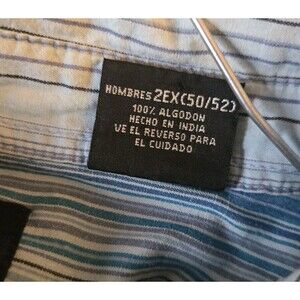 HOMBRES 2EX(50/52)
100% ALGODON
HECHO EN INDIA
VE EL REVERSO PARA
EL CUIDADO